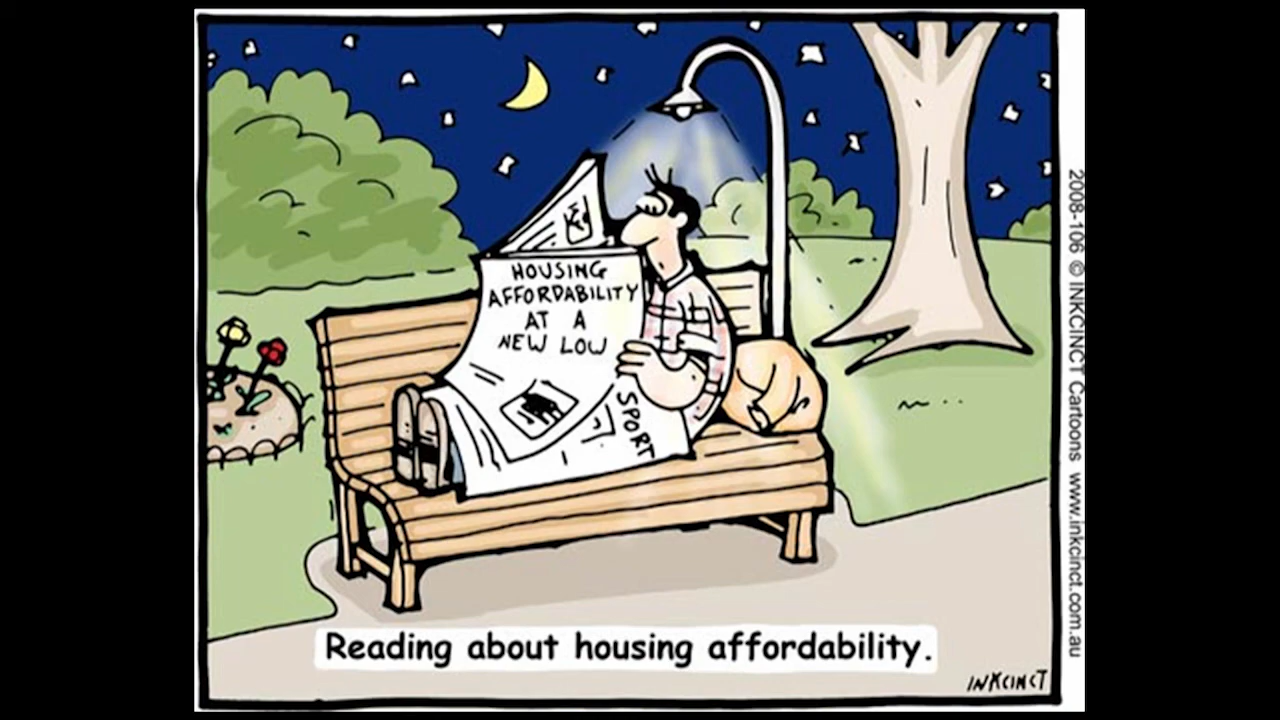 HOUSING
AFFORDABILITY
AT A
NEW LOW
SPORT
Reading about housing affordability.
INKCINCT
2008-106 © INKCINCT Cartoons www.inkcinct.com.au